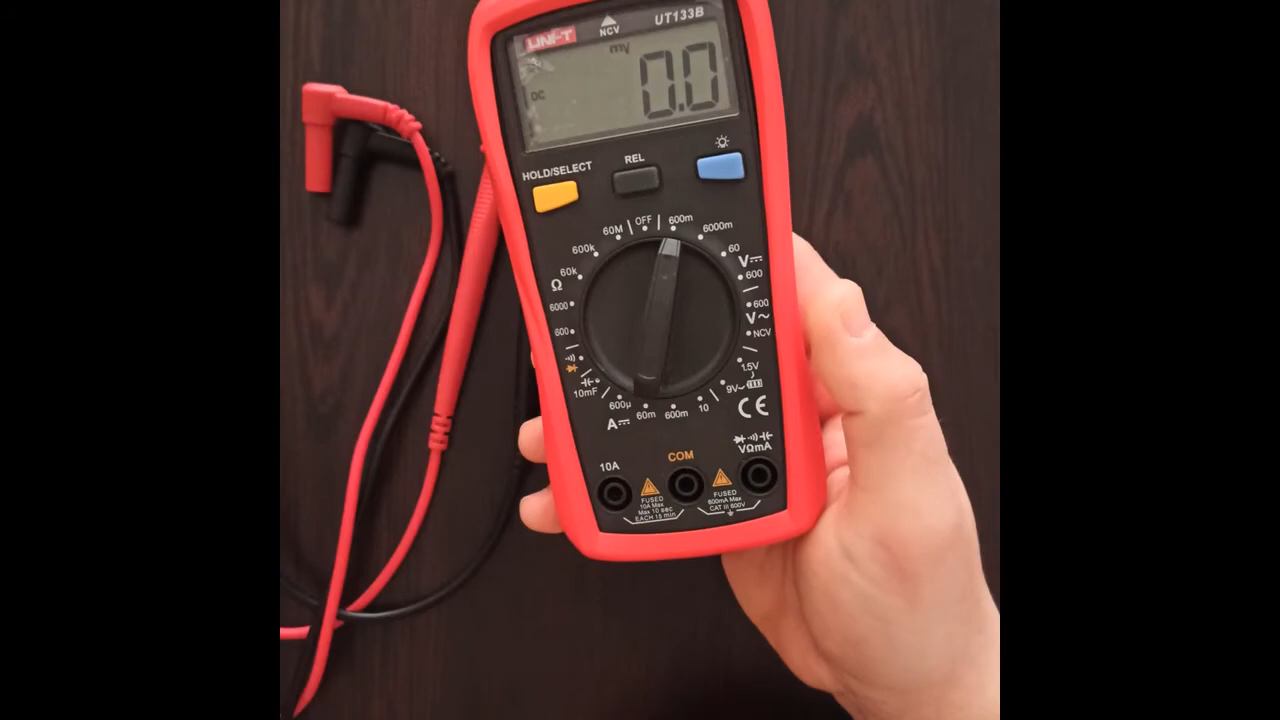 UNI-T NCV UT133B
mV
DC 0.0
HOLD/SELECT REL
OFF
60M 600m
600k 6000m
60k 60
Ω V
6000 600
600 600
V~
NCV
1.5V
10mF 9V
600µ 60m 600m 10
A CE
10A COM VΩmA
FUSED
10A Max
Max 10 sec
EACH 15 min
FUSED
600mA Max
CAT III 600V